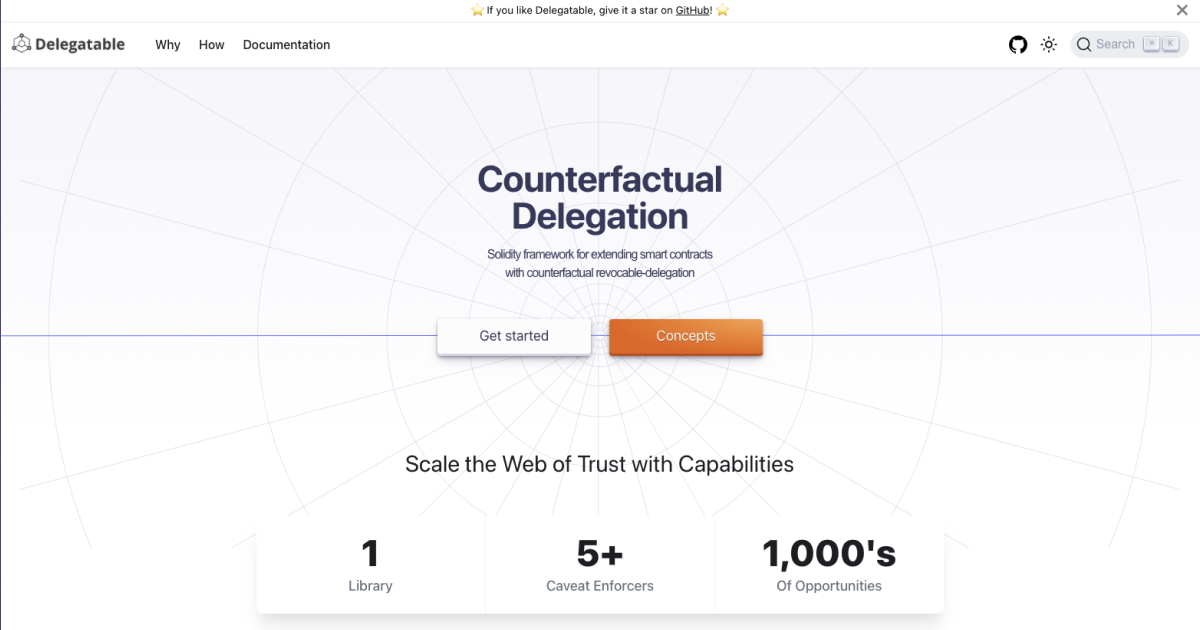 ⭐ If you like Delegatable, give it a star on GitHub! ⭐
Delegatable
Why How Documentation
Search ⌘ K
Counterfactual
Delegation
Solidity framework for extending smart contracts
with counterfactual revocable-delegation
Get started Concepts
Scale the Web of Trust with Capabilities
1 5+ 1,000's
Library Caveat Enforcers Of Opportunities